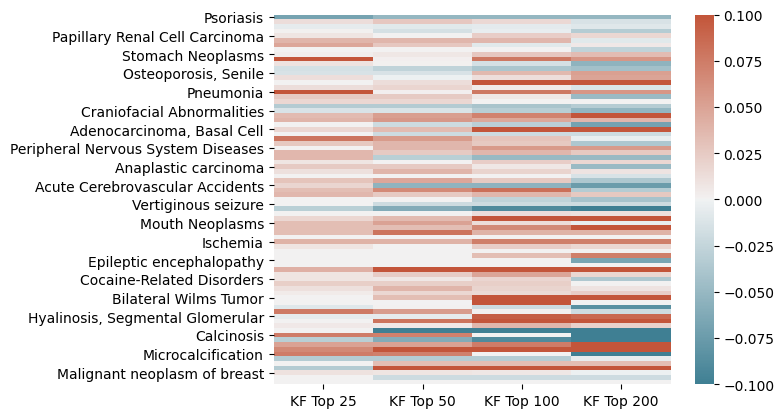 Psoriasis
Papillary Renal Cell Carcinoma
Stomach Neoplasms
Osteoporosis, Senile
Pneumonia
Craniofacial Abnormalities
Adenocarcinoma, Basal Cell
Peripheral Nervous System Diseases
Anaplastic carcinoma
Acute Cerebrovascular Accidents
Vertiginous seizure
Mouth Neoplasms
Ischemia
Epileptic encephalopathy
Cocaine-Related Disorders
Bilateral Wilms Tumor
Hyalinosis, Segmental Glomerular
Calcinosis
Microcalcification
Malignant neoplasm of breast
KF Top 25 KF Top 50 KF Top 100 KF Top 200
0.100
0.075
0.050
0.025
0.000
−0.025
−0.050
−0.075
−0.100